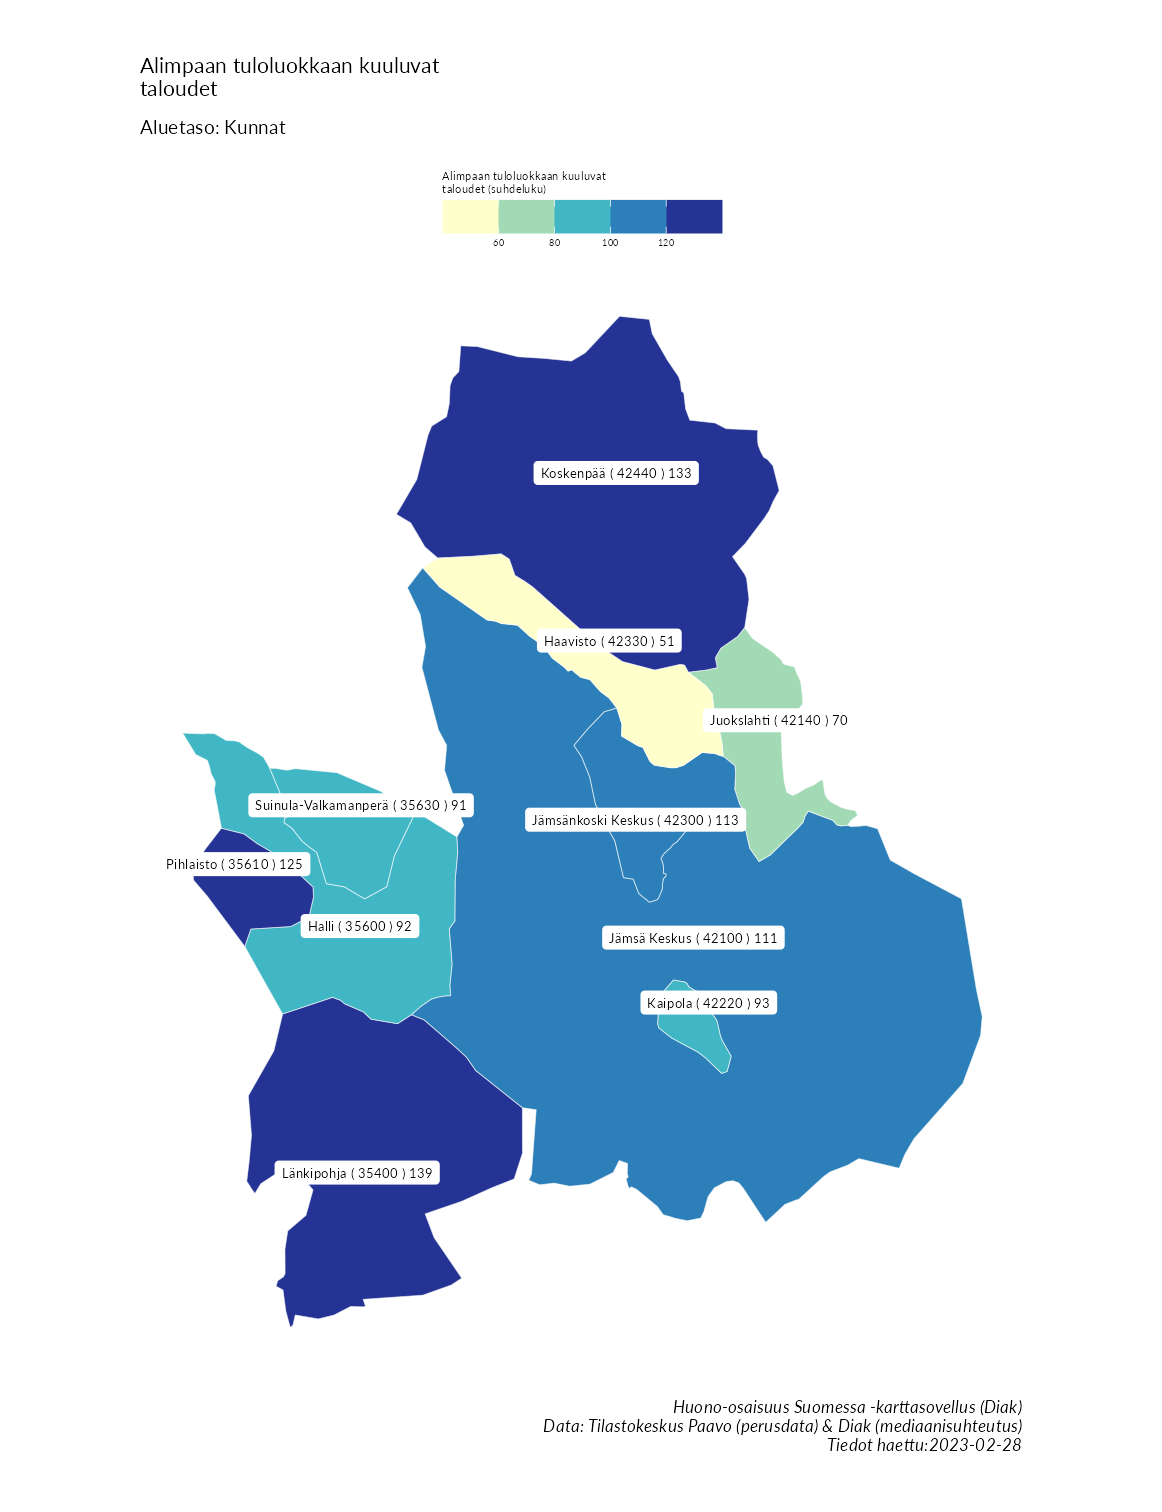 Alimpaan tuloluokkaan kuuluvat
taloudet
Aluetaso: Kunnat
Alimpaan tuloluokkaan kuuluvat
taloudet (suhdeluku)
60 80 100 120
Koskenpää ( 42440 ) 133
Haavisto ( 42330 ) 51
Juokslahti ( 42140 ) 70
Suinula-Valkamanperä ( 35630 ) 91
Jämsänkoski Keskus ( 42300 ) 113
Pihlaisto ( 35610 ) 125
Halli ( 35600 ) 92
Jämsä Keskus ( 42100 ) 111
Kaipola ( 42220 ) 93
Länkipohja ( 35400 ) 139
Huono-osaisuus Suomessa -karttasovellus (Diak)
Data: Tilastokeskus Paavo (perusdata) & Diak (mediaanisuhteutus)
Tiedot haettu:2023-02-28